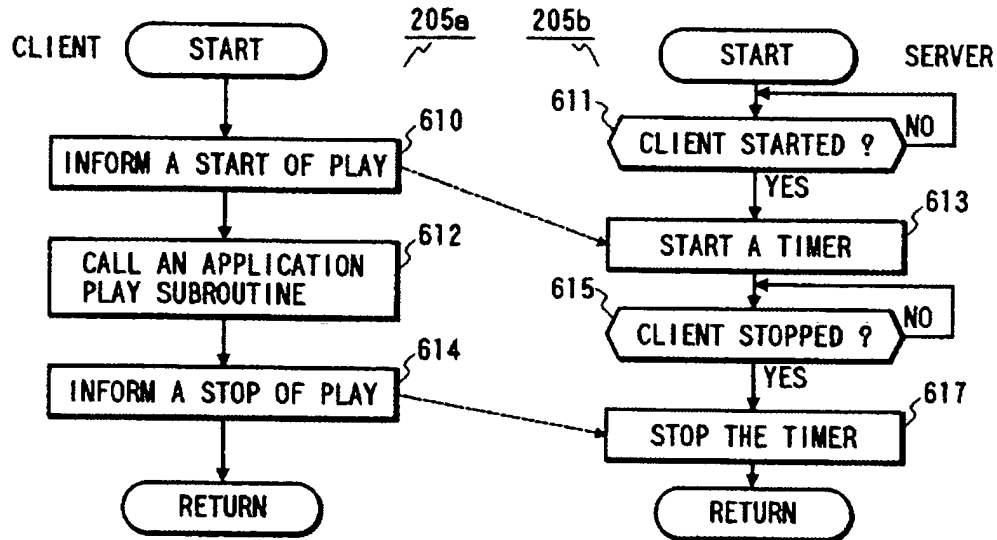 CLIENT
START
205a
610
INFORM A START OF PLAY
612
CALL AN APPLICATION
PLAY SUBROUTINE
614
INFORM A STOP OF PLAY
RETURN
205b
START
SERVER
611
CLIENT STARTED ?
NO
YES
613
START A TIMER
615
CLIENT STOPPED ?
NO
YES
617
STOP THE TIMER
RETURN